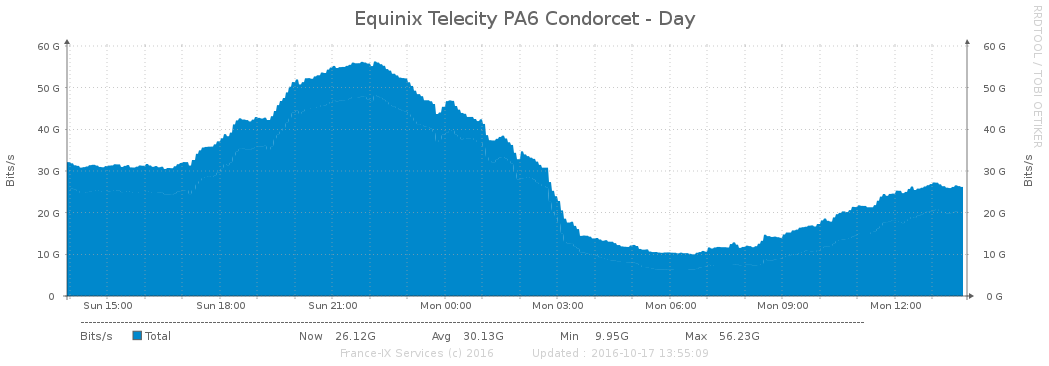 Equinix Telecity PA6 Condorcet - Day
RRDTOOL / TOBI OETIKER
Bits/s
60 G
50 G
40 G
30 G
20 G
10 G
0
60 G
50 G
40 G
30 G
20 G
10 G
0 G
Bits/s
Sun 15:00 Sun 18:00 Sun 21:00 Mon 00:00 Mon 03:00 Mon 06:00 Mon 09:00 Mon 12:00
Bits/s Total Now 26.12G Avg 30.13G Min 9.95G Max 56.23G
France-IX Services (c) 2016 Updated : 2016-10-17 13:55:09